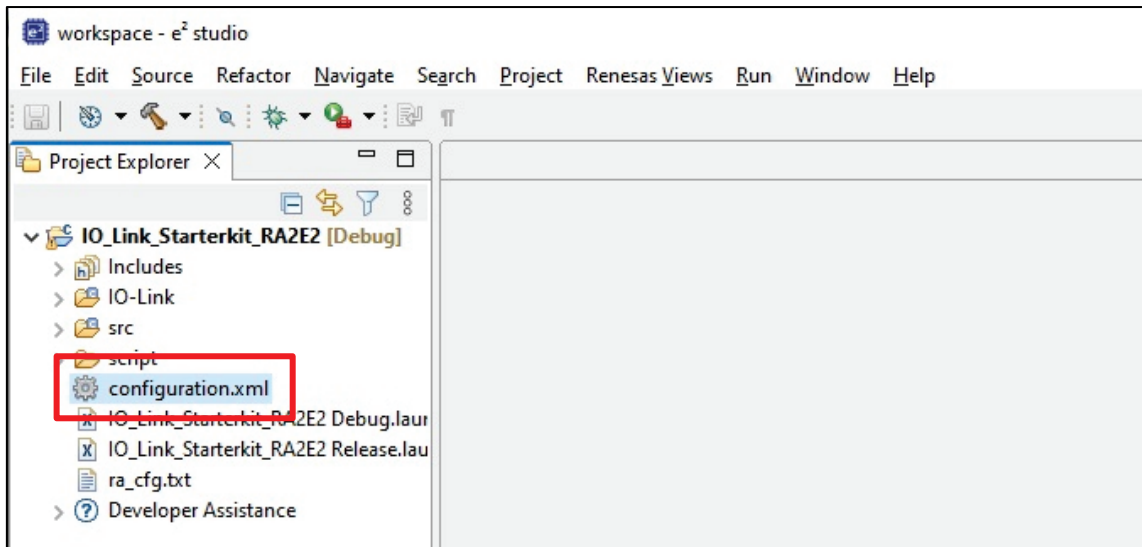 workspace - e² studio
File Edit Source Refactor Navigate Search Project Renesas Views Run Window Help
Project Explorer
IO_Link_Starterkit_RA2E2 [Debug]
Includes
IO-Link
src
script
configuration.xml
IO_Link_Starterkit_RA2E2 Debug.laun
IO_Link_Starterkit_RA2E2 Release.lau
ra_cfg.txt
Developer Assistance